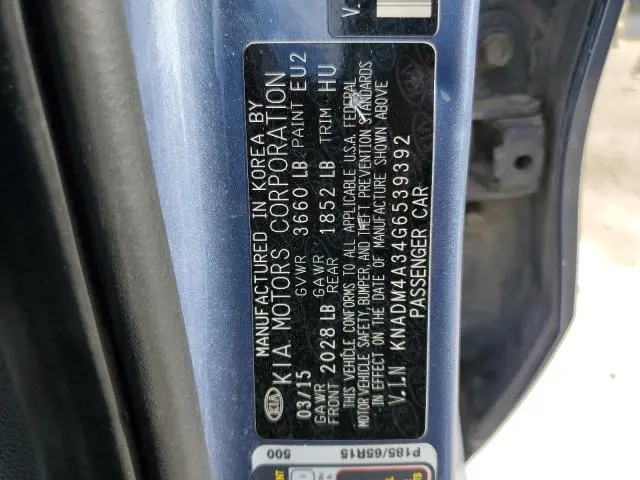 MANUFACTURED IN KOREA BY
KIA KIA MOTORS CORPORATION
03/15 GVWR 3660 LB PAINT EU2
GAWR FRONT 2028 LB GAWR REAR 1852 LB TRIM HU
THIS VEHICLE CONFORMS TO ALL APPLICABLE U.S.A. FEDERAL
MOTOR VEHICLE SAFETY, BUMPER, AND THEFT PREVENTION STANDARDS
IN EFFECT ON THE DATE OF MANUFACTURE SHOWN ABOVE
V.I.N KNADM4A34G6539392
PASSENGER CAR
V.
P185/65R15
500